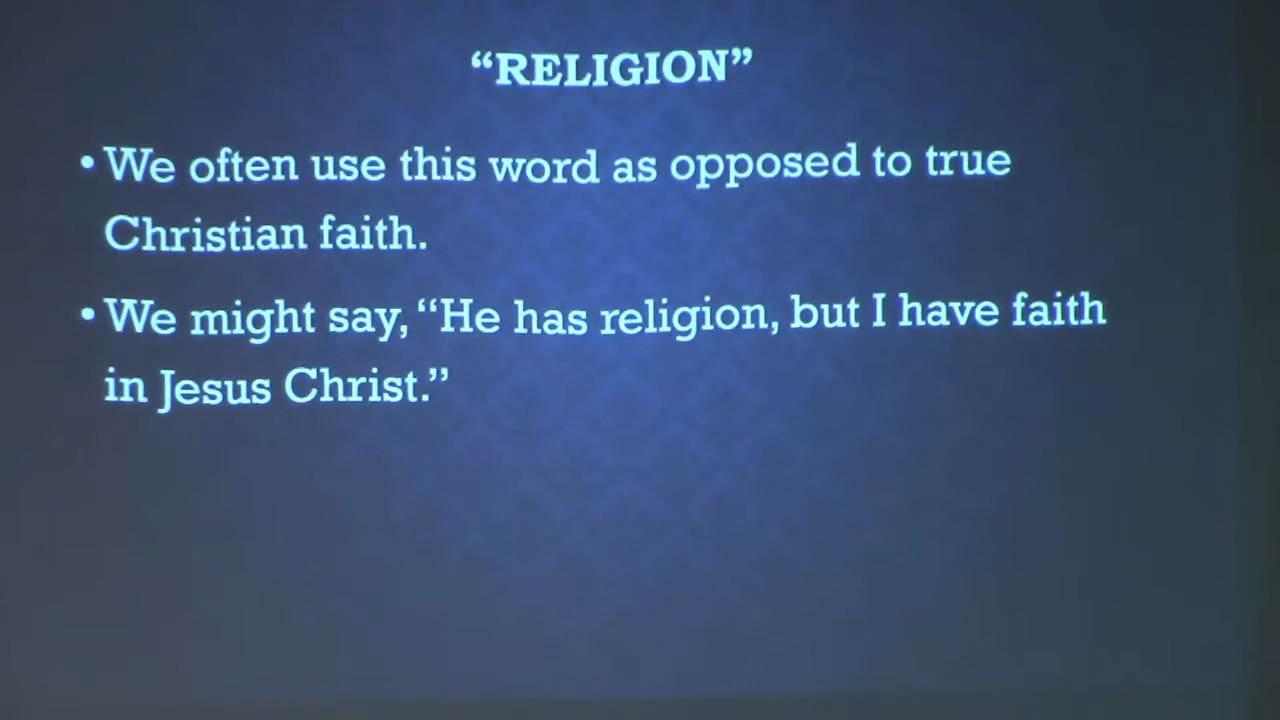 “RELIGION”
• We often use this word as opposed to true
Christian faith.
• We might say, “He has religion, but I have faith
in Jesus Christ.”